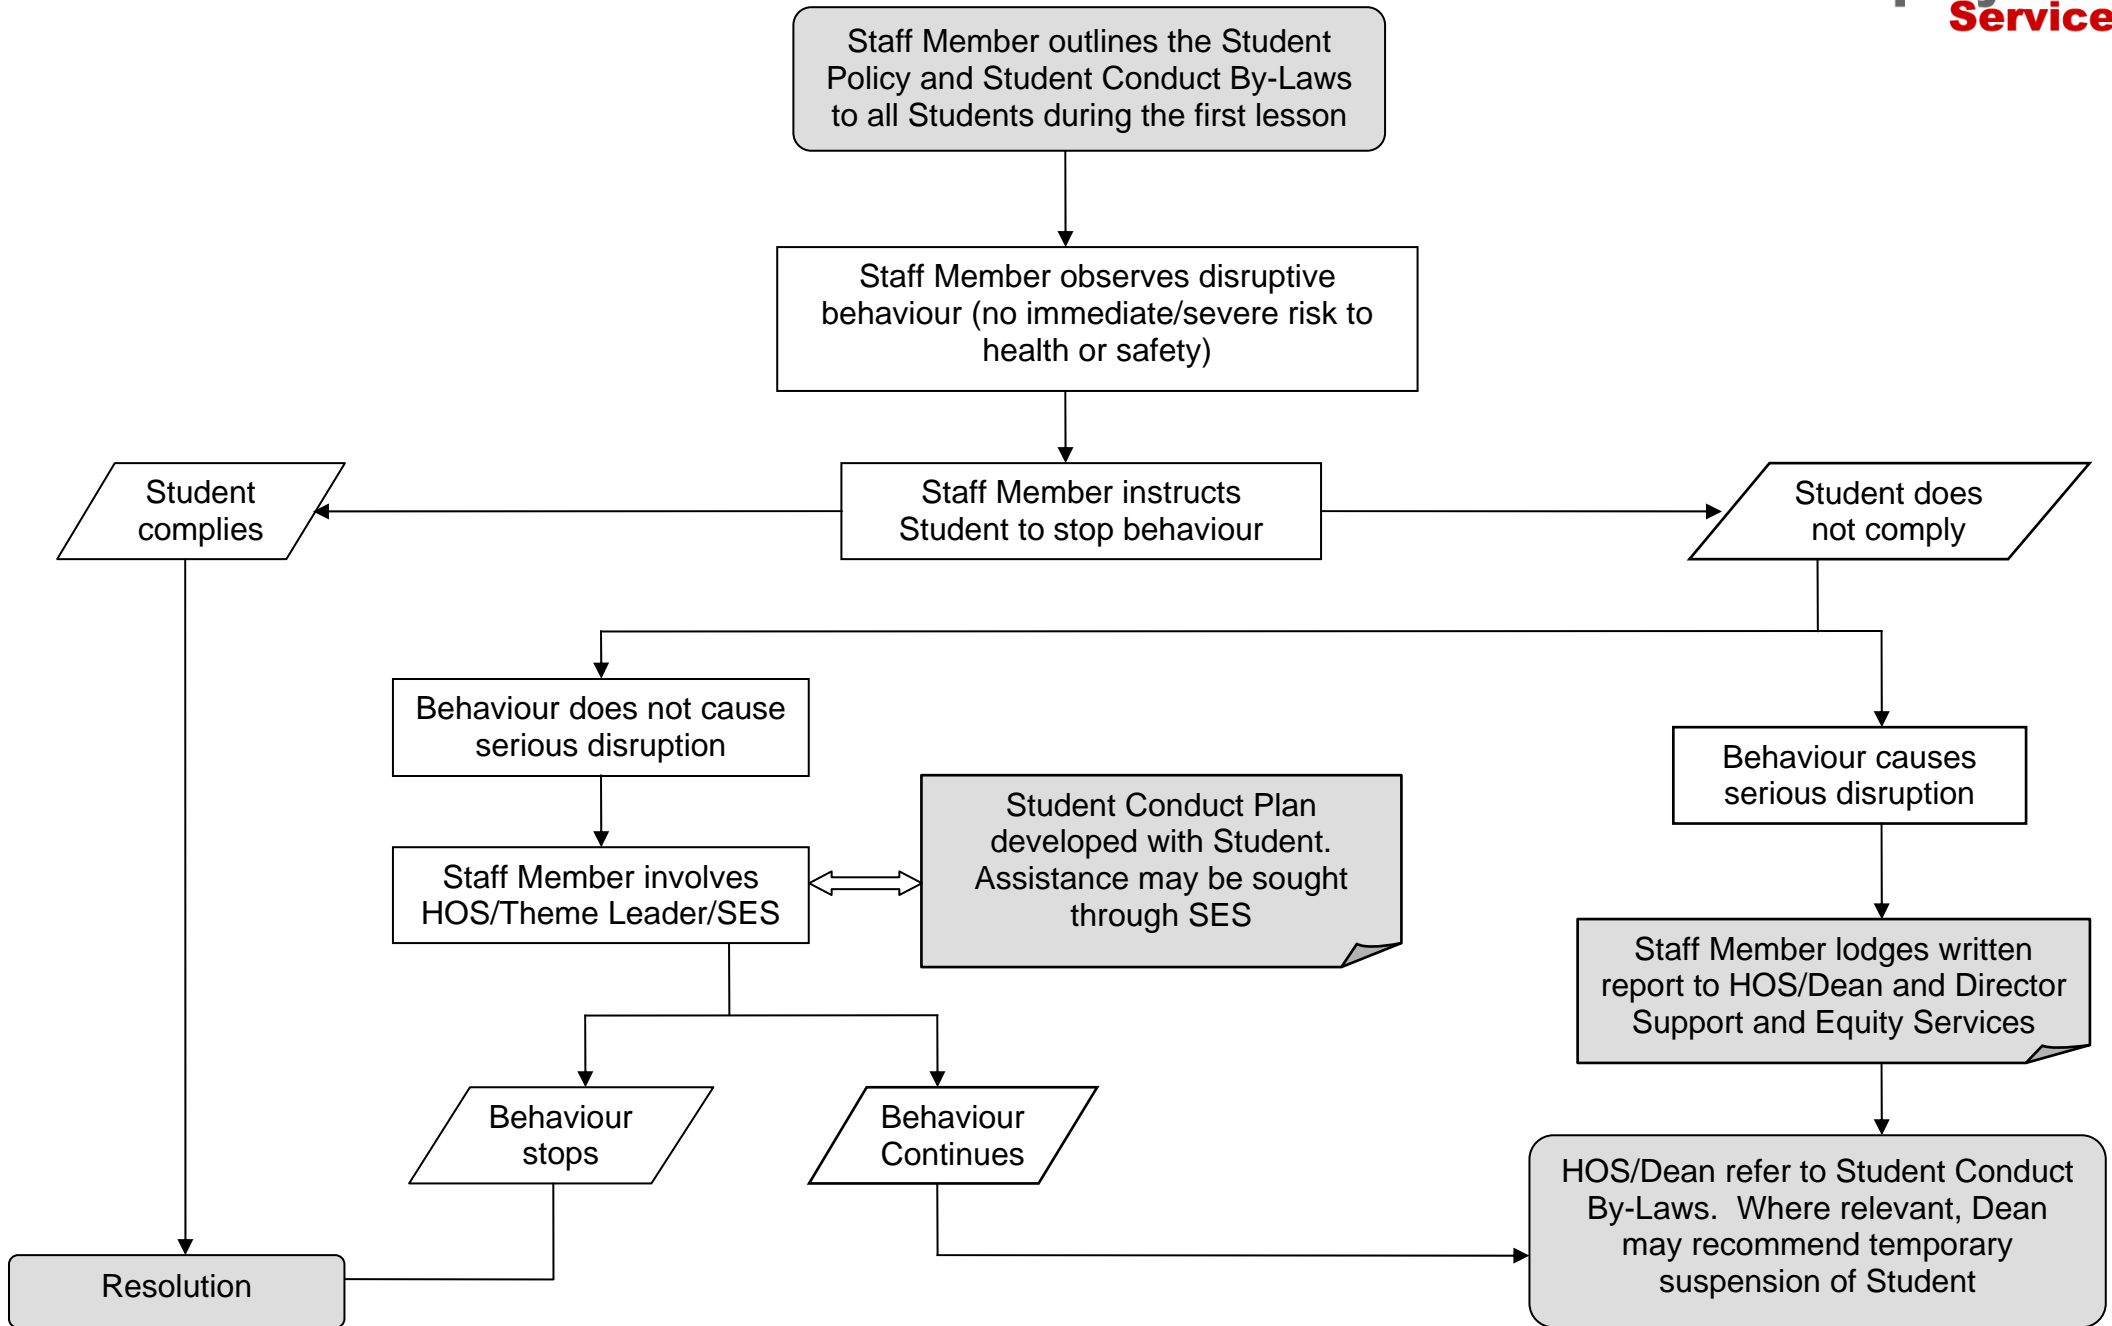 Service
Staff Member outlines the Student
Policy and Student Conduct By-Laws
to all Students during the first lesson
Staff Member observes disruptive
behaviour (no immediate/severe risk to
health or safety)
Student
complies
Staff Member instructs
Student to stop behaviour
Student does
not comply
Behaviour does not cause
serious disruption
Behaviour causes
serious disruption
Staff Member involves
HOS/Theme Leader/SES
Student Conduct Plan
developed with Student.
Assistance may be sought
through SES
Staff Member lodges written
report to HOS/Dean and Director
Support and Equity Services
Behaviour
stops
Behaviour
Continues
HOS/Dean refer to Student Conduct
By-Laws.  Where relevant, Dean
may recommend temporary
suspension of Student
Resolution